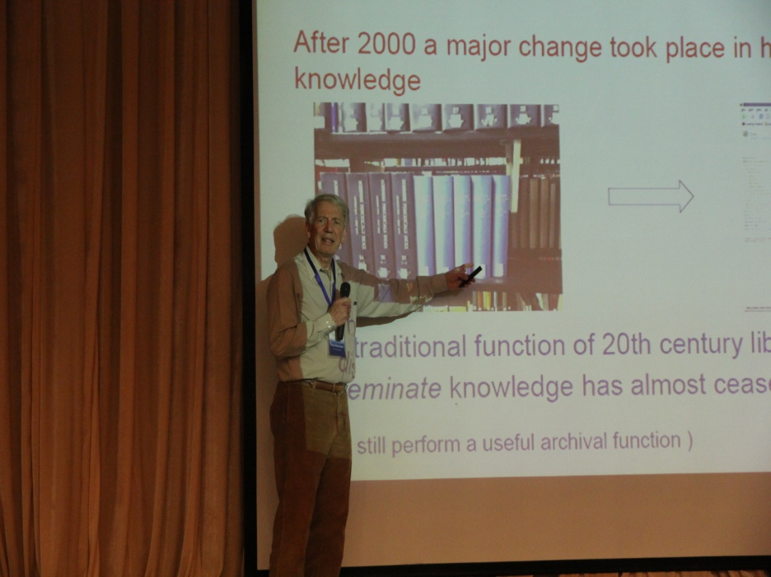 After 2000 a major change took place in h
knowledge
traditional function of 20th century lib
eminate knowledge has almost ceas
still perform a useful archival function )